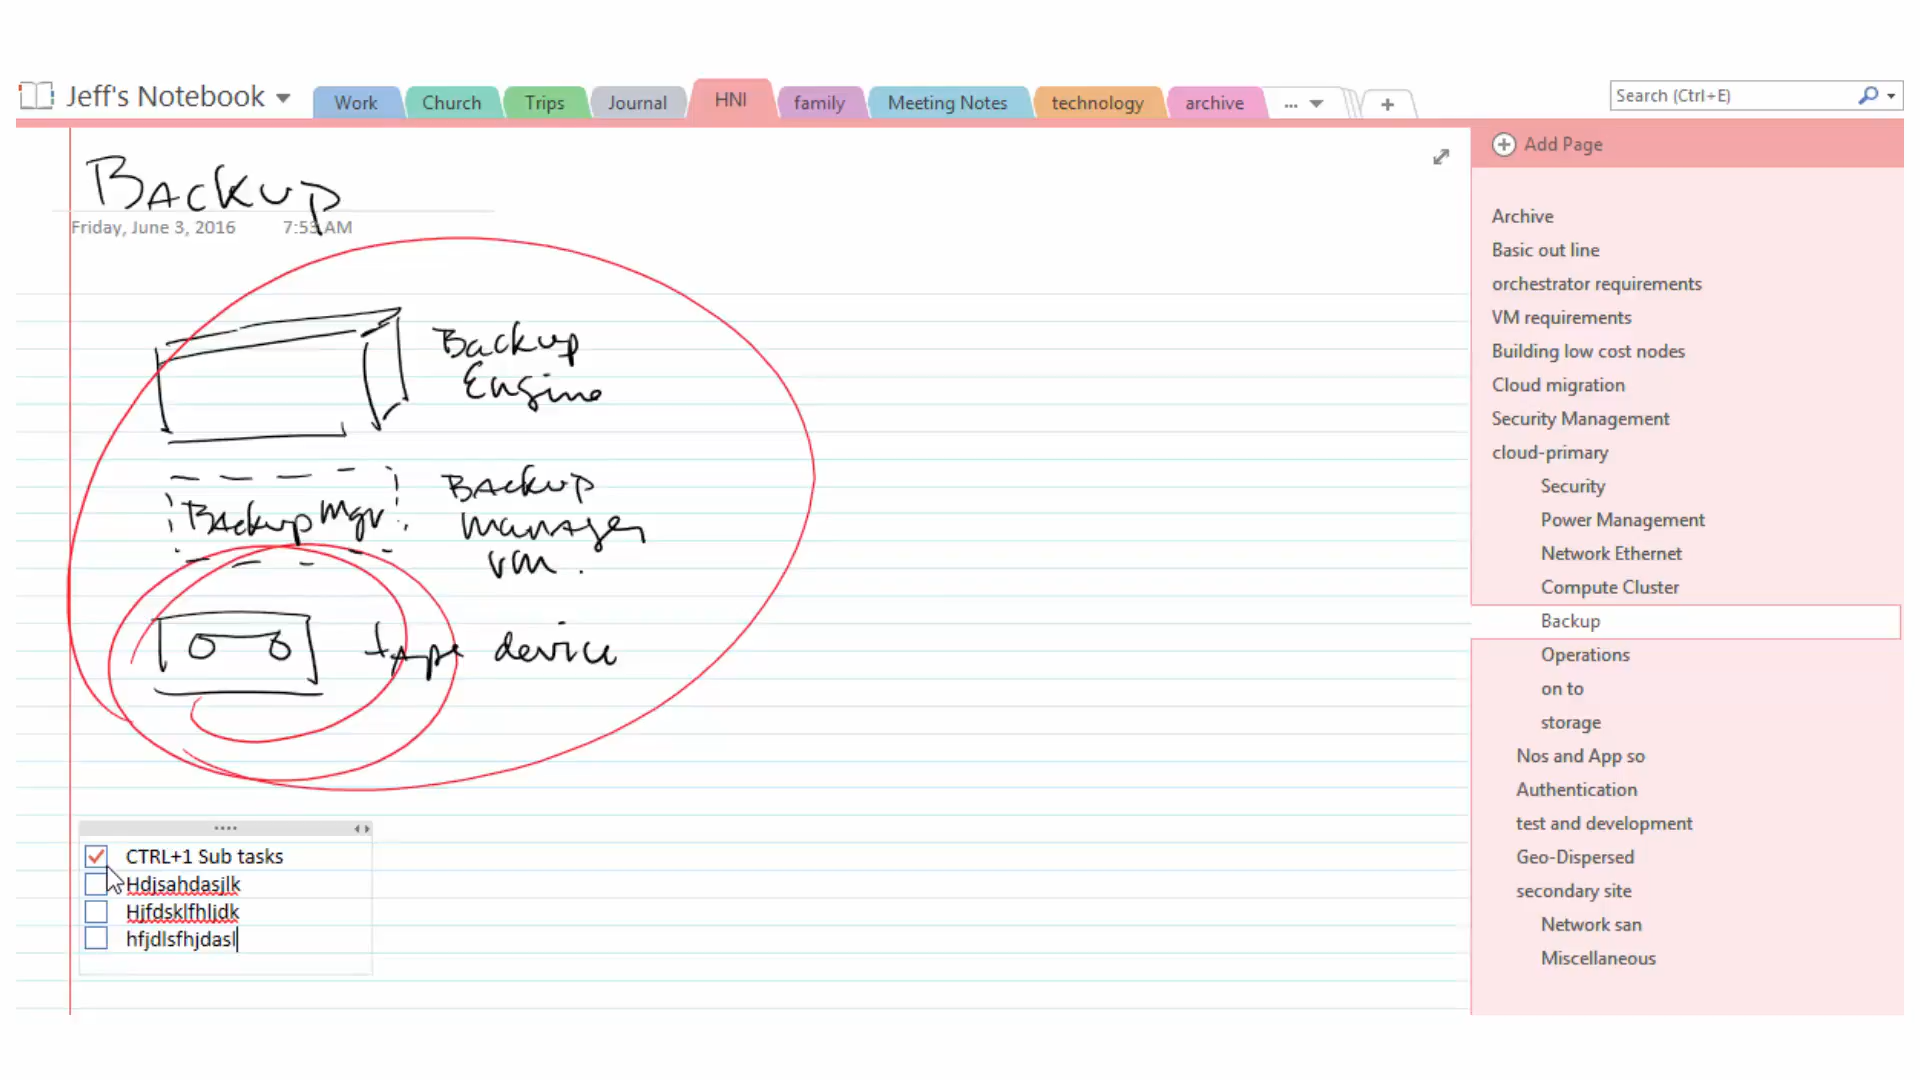 Jeff's Notebook
Work
Church
Trips
Journal
HNI
family
Meeting Notes
technology
archive
...
Search (Ctrl+E)
Add Page
Backup
Friday, June 3, 2016 7:53 AM
Backup
Engine
Backup Mgr
Backup
manager
VM.
tape device
CTRL+1 Sub tasks
Hdjsahdasjlk
Hjfdsklfhljdk
hfjdlsfhjdasl
Archive
Basic out line
orchestrator requirements
VM requirements
Building low cost nodes
Cloud migration
Security Management
cloud-primary
Security
Power Management
Network Ethernet
Compute Cluster
Backup
Operations
on to
storage
Nos and App so
Authentication
test and development
Geo-Dispersed
secondary site
Network san
Miscellaneous